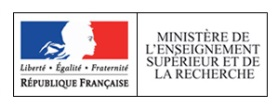 Liberté • Égalité • Fraternité
RÉPUBLIQUE FRANÇAISE
MINISTÈRE DE
L'ENSEIGNEMENT
SUPÉRIEUR ET DE
LA RECHERCHE